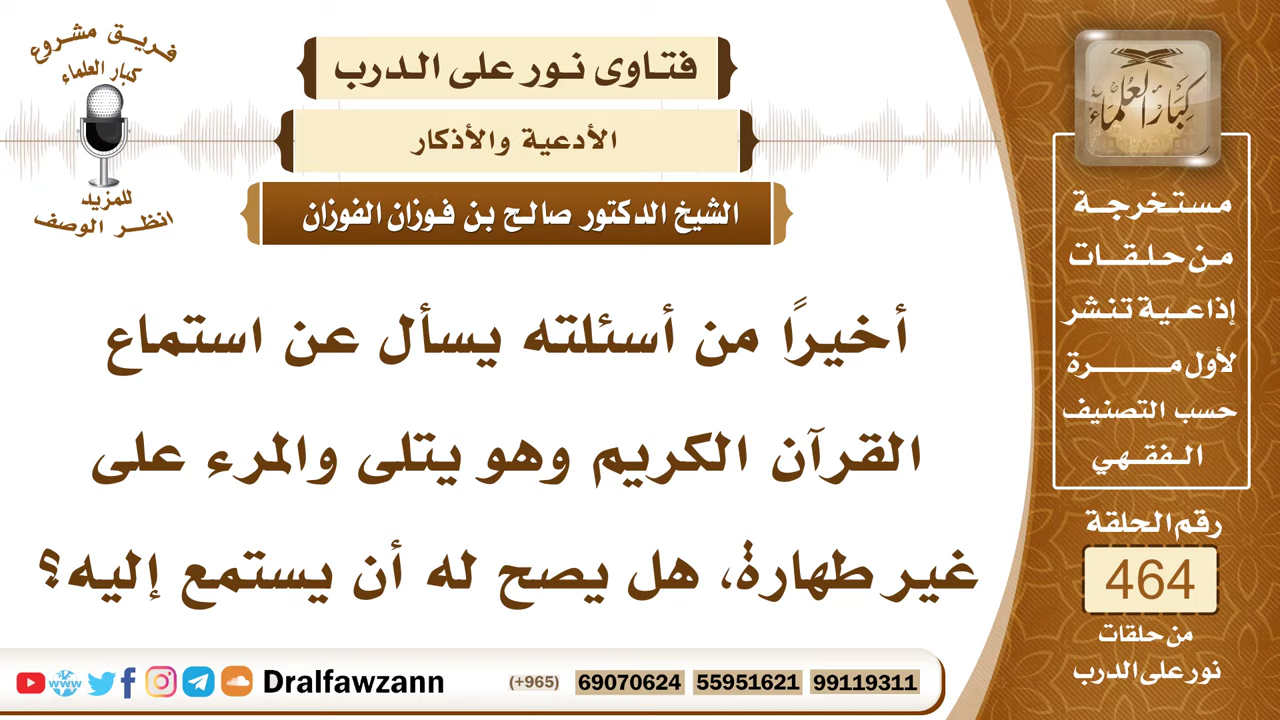 فريق مشروع
كبار العلماء
للمزيد
انظر الوصف
فتاوى نور على الدرب
الأدعية والأذكار
الشيخ الدكتور صالح بن فوزان الفوزان
أخيرًا من أسئلته يسأل عن استماع
القرآن الكريم وهو يتلى والمرء على
غير طهارة، هل يصح له أن يستمع إليه؟
كبار العلماء
مستخرجة
من حلقات
إذاعية تنشر
لأول مرة
حسب التصنيف
الفقهي
رقم الحلقة
464
من حلقات
نور على الدرب
www
Dralfawzann
(+965) 69070624 55951621 99119311